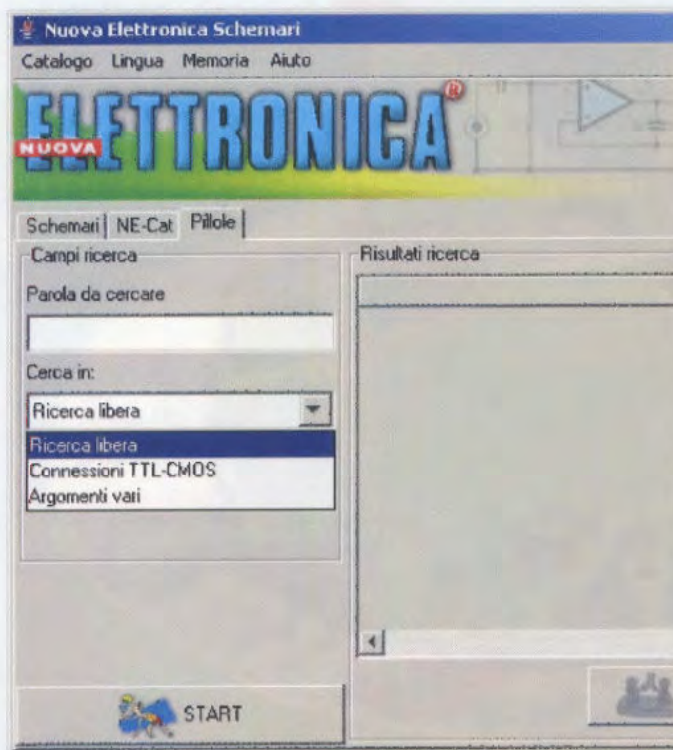 Nuova Elettronica Schemari
Catalogo Lingua Memoria Aiuto
NUOVA ELETTRONICA ®
Schemari NE-Cat Pillole
Campi ricerca
Parola da cercare
Cerca in:
Ricerca libera
Ricerca libera
Connessioni TTL-CMOS
Argomenti vari
START
Risultati ricerca